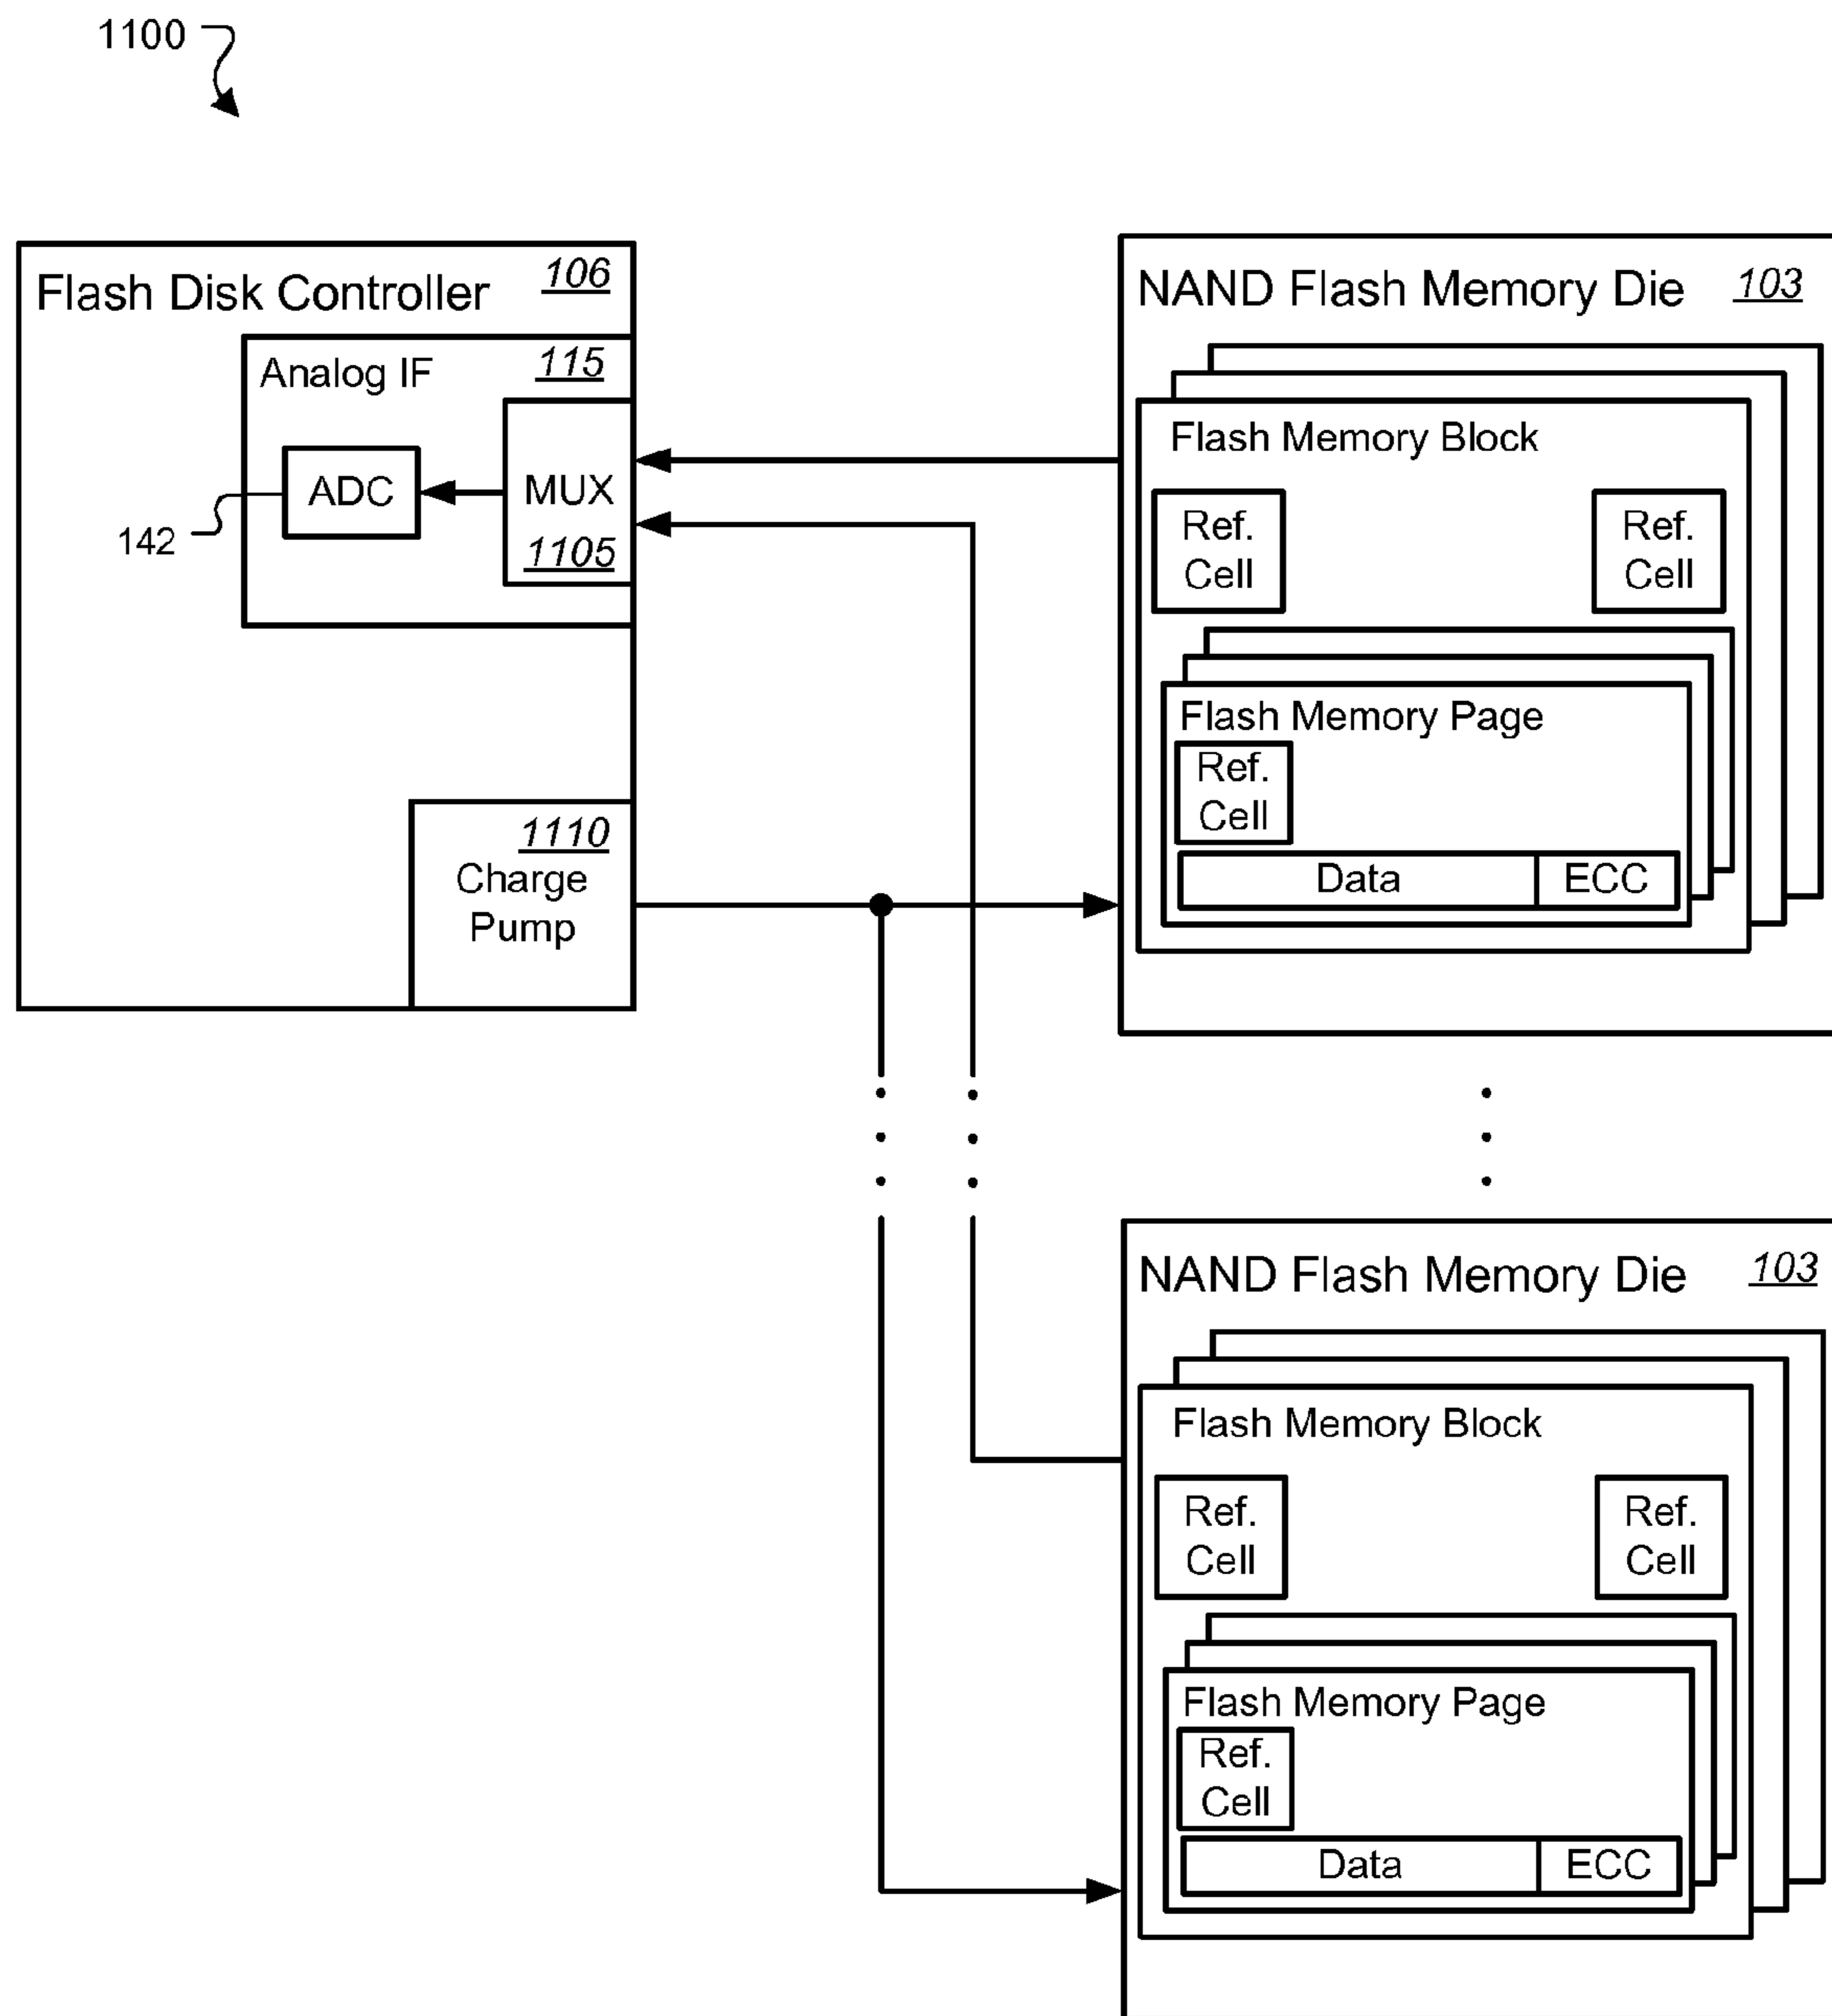 1100
Flash Disk Controller 106
Analog IF 115
ADC
MUX
1105
142
1110
Charge
Pump
NAND Flash Memory Die 103
Flash Memory Block
Ref.
Cell
Ref.
Cell
Flash Memory Page
Ref.
Cell
Data ECC
NAND Flash Memory Die 103
Flash Memory Block
Ref.
Cell
Ref.
Cell
Flash Memory Page
Ref.
Cell
Data ECC